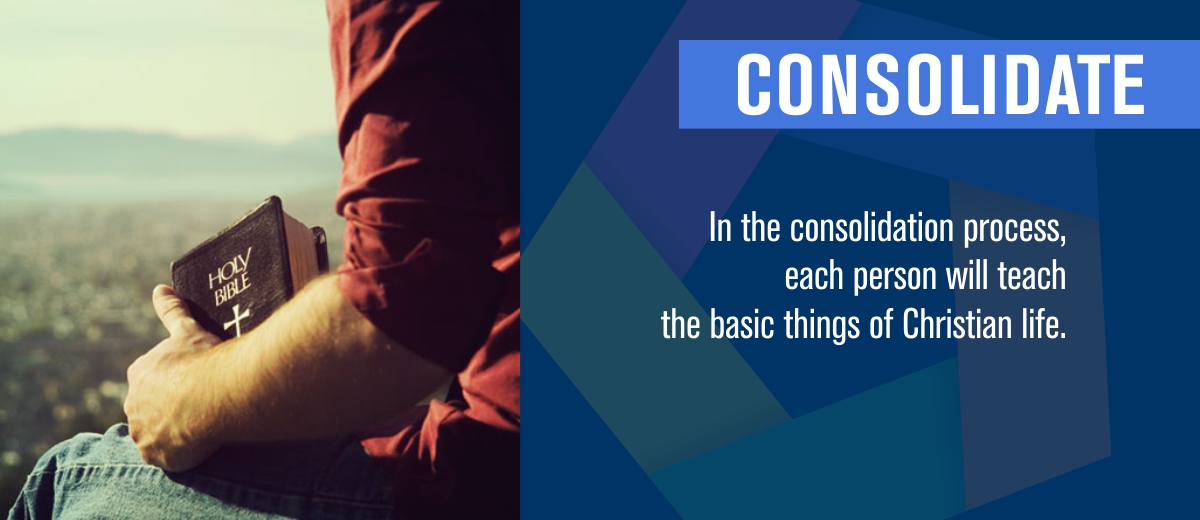 HOLY
BIBLE
CONSOLIDATE
In the consolidation process,
each person will teach
the basic things of Christian life.